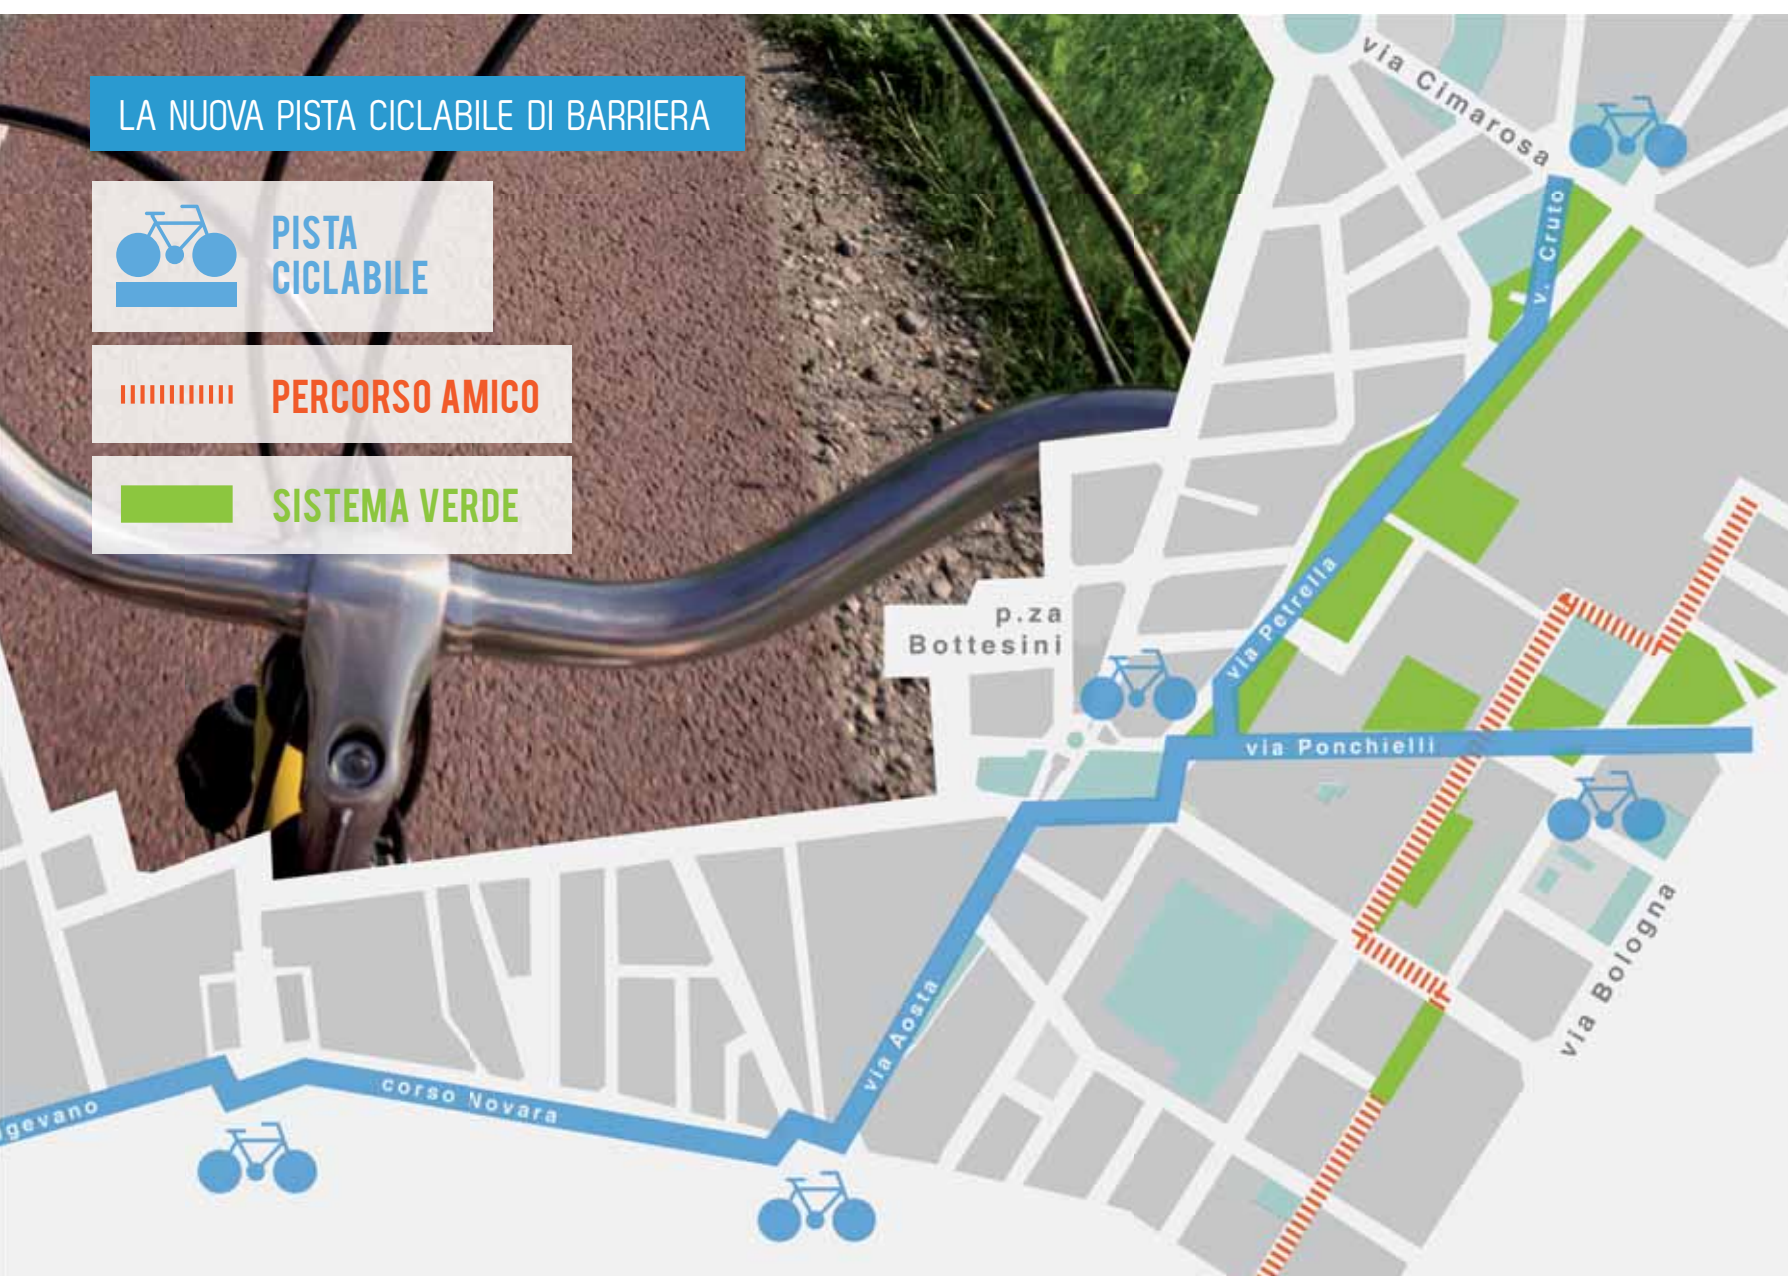 LA NUOVA PISTA CICLABILE DI BARRIERA
PISTA
CICLABILE
PERCORSO AMICO
SISTEMA VERDE
via Cimarosa
v. Cruto
p.za
Bottesini
via Petrella
via Ponchielli
via Bologna
via Aosta
corso Novara
gevano